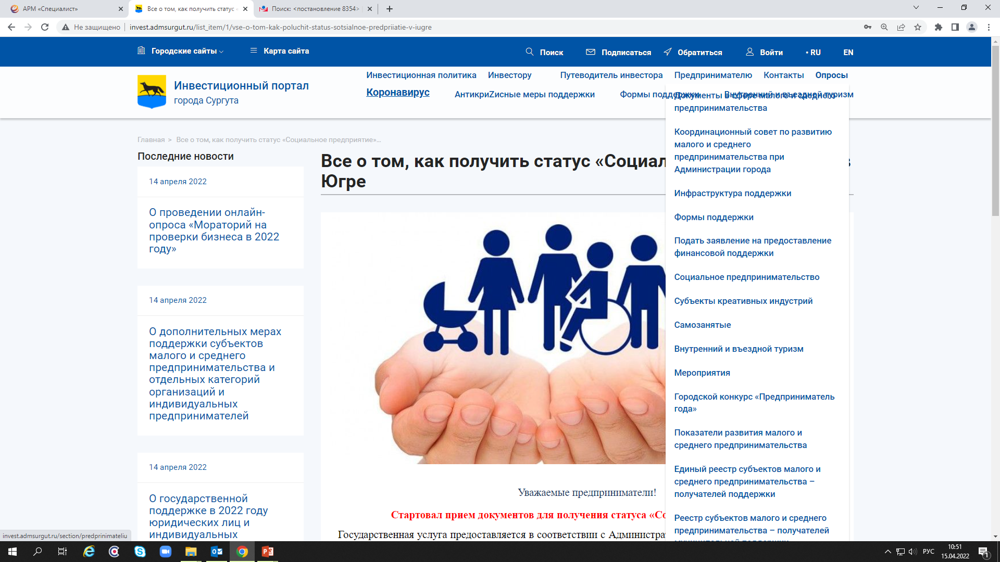 АРМ «Специалист»
Все о том, как получить статус
Поиск: <постановление 8354>
Не защищено
invest.admsurgut.ru/list_item/1/vse-o-tom-kak-poluchit-status-sotsialnoe-predpriiatie-v-iugre
Городские сайты
Карта сайта
Поиск
Подписаться
Обратиться
Войти
• RU
EN
Инвестиционный портал
города Сургута
Инвестиционная политика
Инвестору
Путеводитель инвестора
Предпринимателю
Контакты
Опросы
Коронавирус
АнтикриZисные меры поддержки
Формы поддержки
Внутренний и въездной туризм
Документы в сфере малого и среднего
предпринимательства
Координационный совет по развитию
малого и среднего
предпринимательства при
Администрации города
Инфраструктура поддержки
Формы поддержки
Подать заявление на предоставление
финансовой поддержки
Социальное предпринимательство
Субъекты креативных индустрий
Самозанятые
Внутренний и въездной туризм
Мероприятия
Городской конкурс «Предприниматель
года»
Показатели развития малого и
среднего предпринимательства
Единый реестр субъектов малого и
среднего предпринимательства –
получателей поддержки
Реестр субъектов малого и среднего
предпринимательства – получателей
Главная > Все о том, как получить статус «Социальное предприятие»...
Последние новости
14 апреля 2022
О проведении онлайн-
опроса «Мораторий на
проверки бизнеса в 2022
году»
14 апреля 2022
О дополнительных мерах
поддержки субъектов
малого и среднего
предпринимательства и
отдельных категорий
организаций и
индивидуальных
предпринимателей
14 апреля 2022
О государственной
поддержке в 2022 году
юридических лиц и
индивидуальных
Все о том, как получить статус «Социал
в
Югре
Уважаемые предприниматели!
Стартовал прием документов для получения статуса «Со
Государственная услуга предоставляется в соответствии с Администра
invest.admsurgut.ru/section/predprinimateliu
РУС
10:51
15.04.2022
1